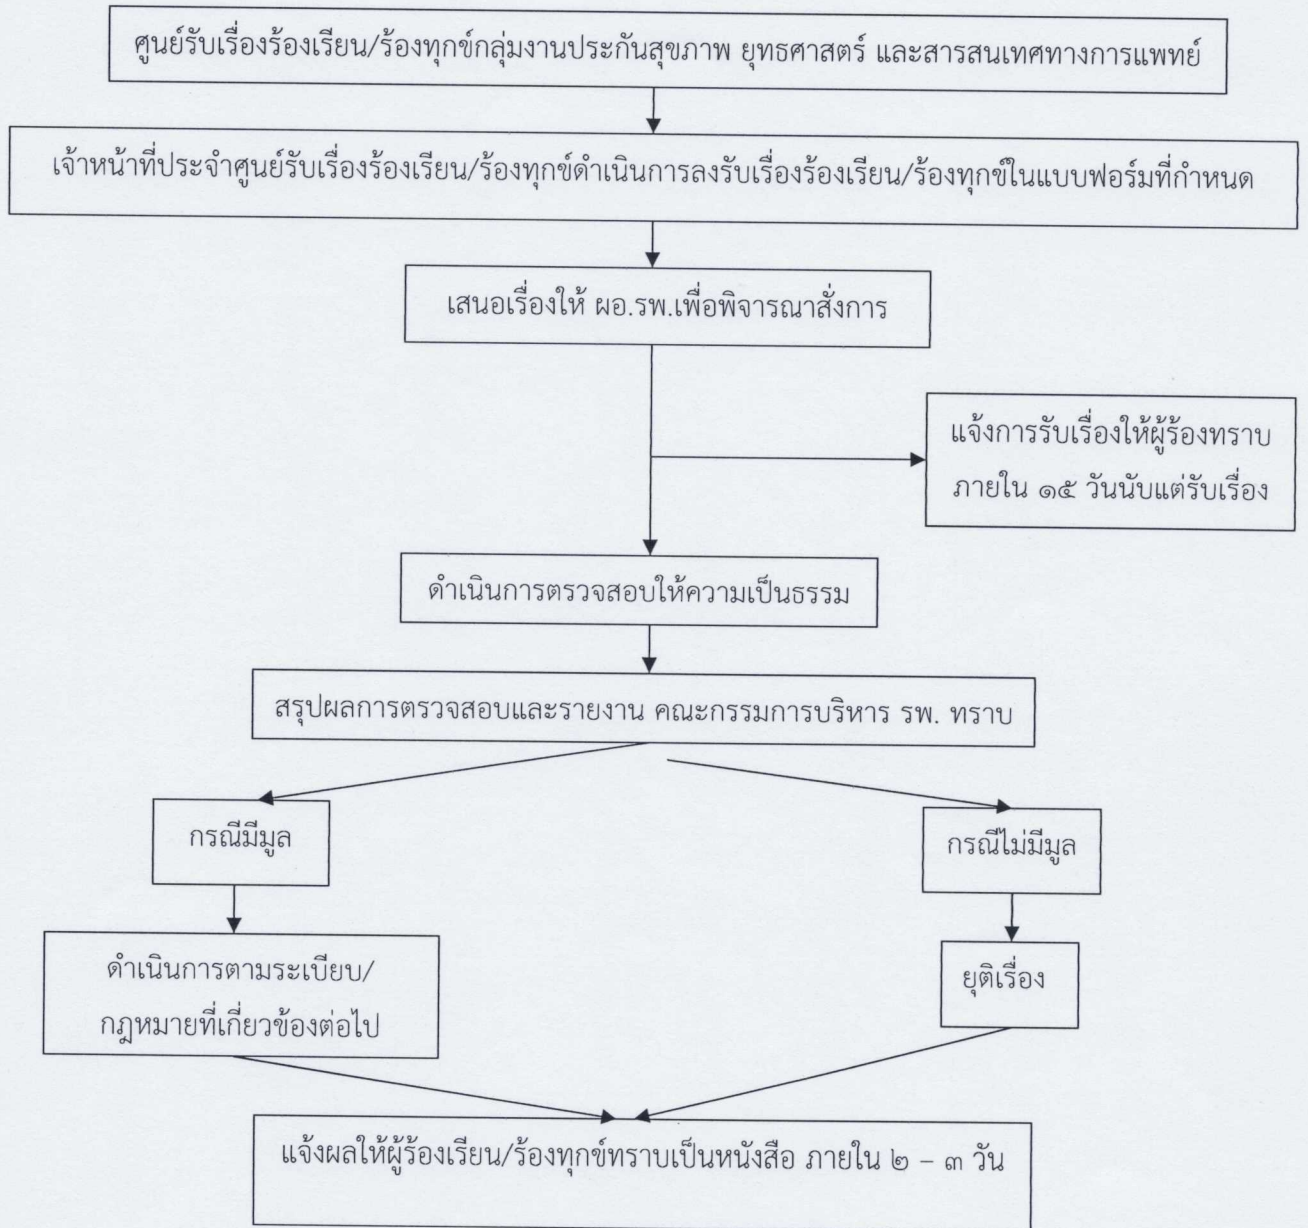 ศูนย์รับเรื่องร้องเรียน/ร้องทุกข์กลุ่มงานประกันสุขภาพ ยุทธศาสตร์ และสารสนเทศทางการแพทย์
เจ้าหน้าที่ประจำศูนย์รับเรื่องร้องเรียน/ร้องทุกข์ดำเนินการลงรับเรื่องร้องเรียน/ร้องทุกข์ในแบบฟอร์มที่กำหนด
เสนอเรื่องให้ ผอ.รพ.เพื่อพิจารณาสั่งการ
แจ้งการรับเรื่องให้ผู้ร้องทราบ
ภายใน ๑๕ วันนับแต่รับเรื่อง
ดำเนินการตรวจสอบให้ความเป็นธรรม
สรุปผลการตรวจสอบและรายงาน คณะกรรมการบริหาร รพ. ทราบ
กรณีมีมูล
กรณีไม่มีมูล
ดำเนินการตามระเบียบ/
กฎหมายที่เกี่ยวข้องต่อไป
ยุติเรื่อง
แจ้งผลให้ผู้ร้องเรียน/ร้องทุกข์ทราบเป็นหนังสือ ภายใน ๒ – ๓ วัน